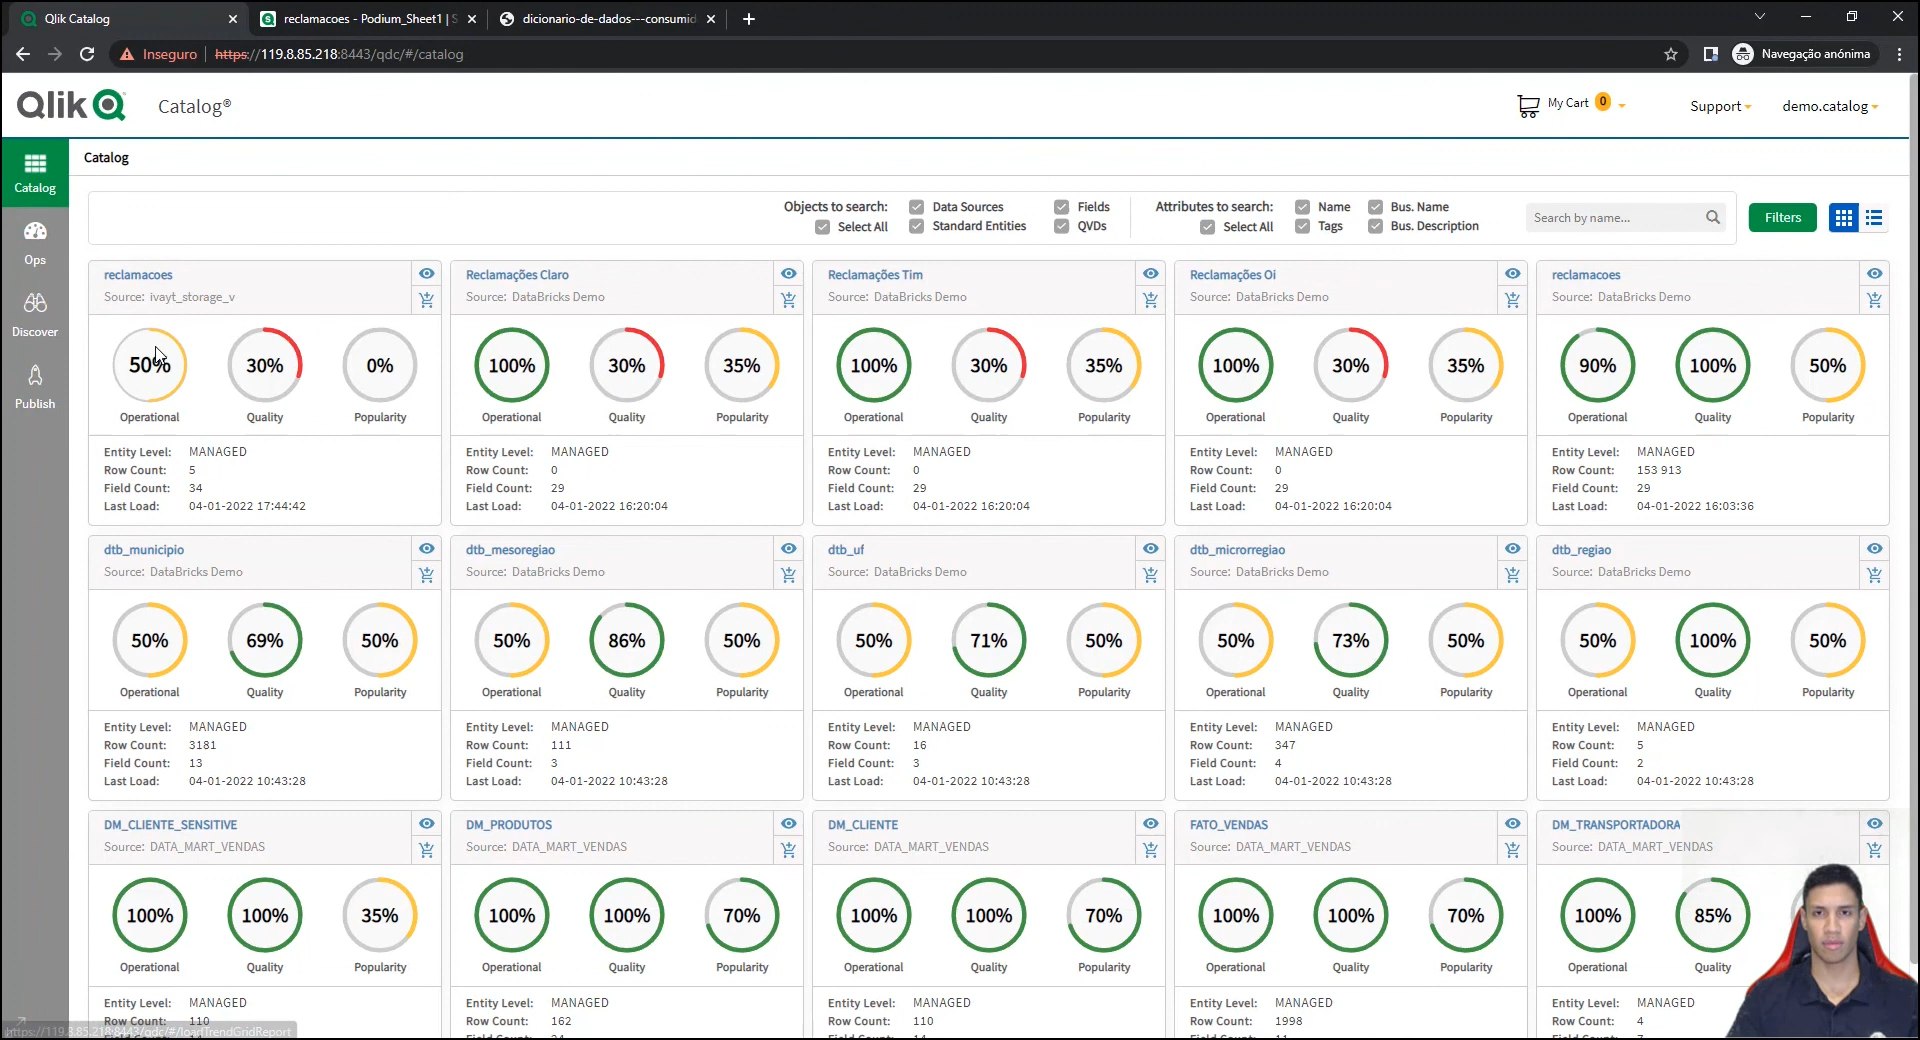 Qlik Catalog
reclamacoes - Podium_Sheet1 | S
dicionario-de-dados---consumid
Inseguro
https://119.8.85.218:8443/qdc/#/catalog
Navegação anónima
Qlik
Catalog®
My Cart 0
Support
demo.catalog
Catalog
Ops
Discover
Publish
Catalog
Objects to search:
Select All
Data Sources
Standard Entities
Fields
QVDs
Attributes to search:
Select All
Name
Tags
Bus. Name
Bus. Description
Search by name...
Filters
reclamacoes
Source: ivayt_storage_v
50% 30% 0%
Operational Quality Popularity
Entity Level: MANAGED
Row Count: 5
Field Count: 34
Last Load: 04-01-2022 17:44:42
Reclamações Claro
Source: DataBricks Demo
100% 30% 35%
Operational Quality Popularity
Entity Level: MANAGED
Row Count: 0
Field Count: 29
Last Load: 04-01-2022 16:20:04
Reclamações Tim
Source: DataBricks Demo
100% 30% 35%
Operational Quality Popularity
Entity Level: MANAGED
Row Count: 0
Field Count: 29
Last Load: 04-01-2022 16:20:04
Reclamações Oi
Source: DataBricks Demo
100% 30% 35%
Operational Quality Popularity
Entity Level: MANAGED
Row Count: 0
Field Count: 29
Last Load: 04-01-2022 16:20:04
reclamacoes
Source: DataBricks Demo
90% 100% 50%
Operational Quality Popularity
Entity Level: MANAGED
Row Count: 153 913
Field Count: 29
Last Load: 04-01-2022 16:03:36
dtb_municipio
Source: DataBricks Demo
50% 69% 50%
Operational Quality Popularity
Entity Level: MANAGED
Row Count: 3181
Field Count: 13
Last Load: 04-01-2022 10:43:28
dtb_mesoregiao
Source: DataBricks Demo
50% 86% 50%
Operational Quality Popularity
Entity Level: MANAGED
Row Count: 111
Field Count: 3
Last Load: 04-01-2022 10:43:28
dtb_uf
Source: DataBricks Demo
50% 71% 50%
Operational Quality Popularity
Entity Level: MANAGED
Row Count: 16
Field Count: 3
Last Load: 04-01-2022 10:43:28
dtb_microrregiao
Source: DataBricks Demo
50% 73% 50%
Operational Quality Popularity
Entity Level: MANAGED
Row Count: 347
Field Count: 4
Last Load: 04-01-2022 10:43:28
dtb_regiao
Source: DataBricks Demo
50% 100% 50%
Operational Quality Popularity
Entity Level: MANAGED
Row Count: 5
Field Count: 2
Last Load: 04-01-2022 10:43:28
DM_CLIENTE_SENSITIVE
Source: DATA_MART_VENDAS
100% 100% 35%
Operational Quality Popularity
Entity Level: MANAGED
Row Count: 110
DM_PRODUTOS
Source: DATA_MART_VENDAS
100% 100% 70%
Operational Quality Popularity
Entity Level: MANAGED
Row Count: 162
DM_CLIENTE
Source: DATA_MART_VENDAS
100% 100% 70%
Operational Quality Popularity
Entity Level: MANAGED
Row Count: 110
FATO_VENDAS
Source: DATA_MART_VENDAS
100% 100% 70%
Operational Quality Popularity
Entity Level: MANAGED
Row Count: 1998
DM_TRANSPORTADORA
Source: DATA_MART_VENDAS
100% 85%
Operational Quality
Entity Level: MANAGED
Row Count: 4
https://119.8.85.218:8443/qdc/#/loadTrendGridReport